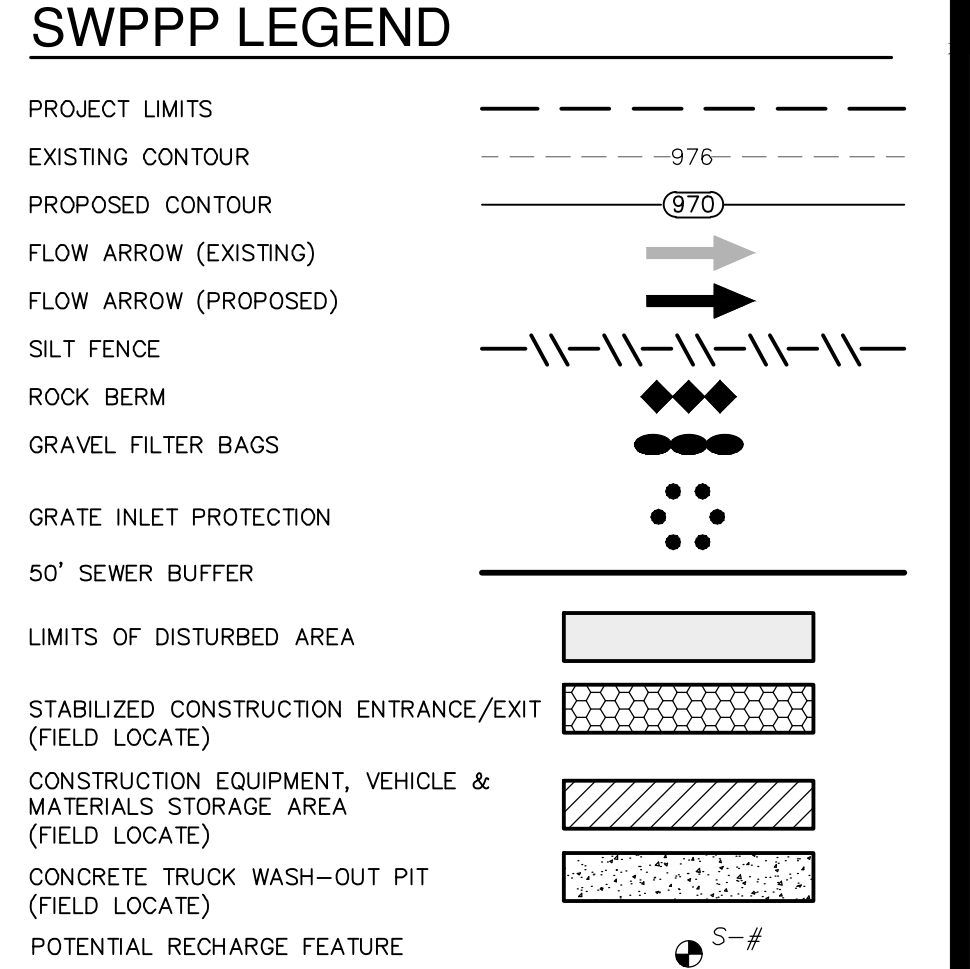 SWPPP LEGEND
PROJECT LIMITS
EXISTING CONTOUR 976
PROPOSED CONTOUR 970
FLOW ARROW (EXISTING)
FLOW ARROW (PROPOSED)
SILT FENCE
ROCK BERM
GRAVEL FILTER BAGS
GRATE INLET PROTECTION
50' SEWER BUFFER
LIMITS OF DISTURBED AREA
STABILIZED CONSTRUCTION ENTRANCE/EXIT
(FIELD LOCATE)
CONSTRUCTION EQUIPMENT, VEHICLE &
MATERIALS STORAGE AREA
(FIELD LOCATE)
CONCRETE TRUCK WASH-OUT PIT
(FIELD LOCATE)
POTENTIAL RECHARGE FEATURE S-#